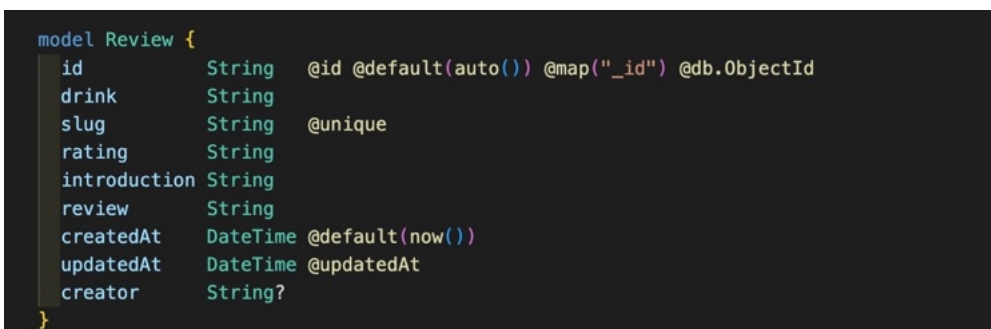 model Review {
id String @id @default(auto()) @map("_id") @db.ObjectId
drink String
slug String @unique
rating String
introduction String
review String
createdAt DateTime @default(now())
updatedAt DateTime @updatedAt
creator String?
}